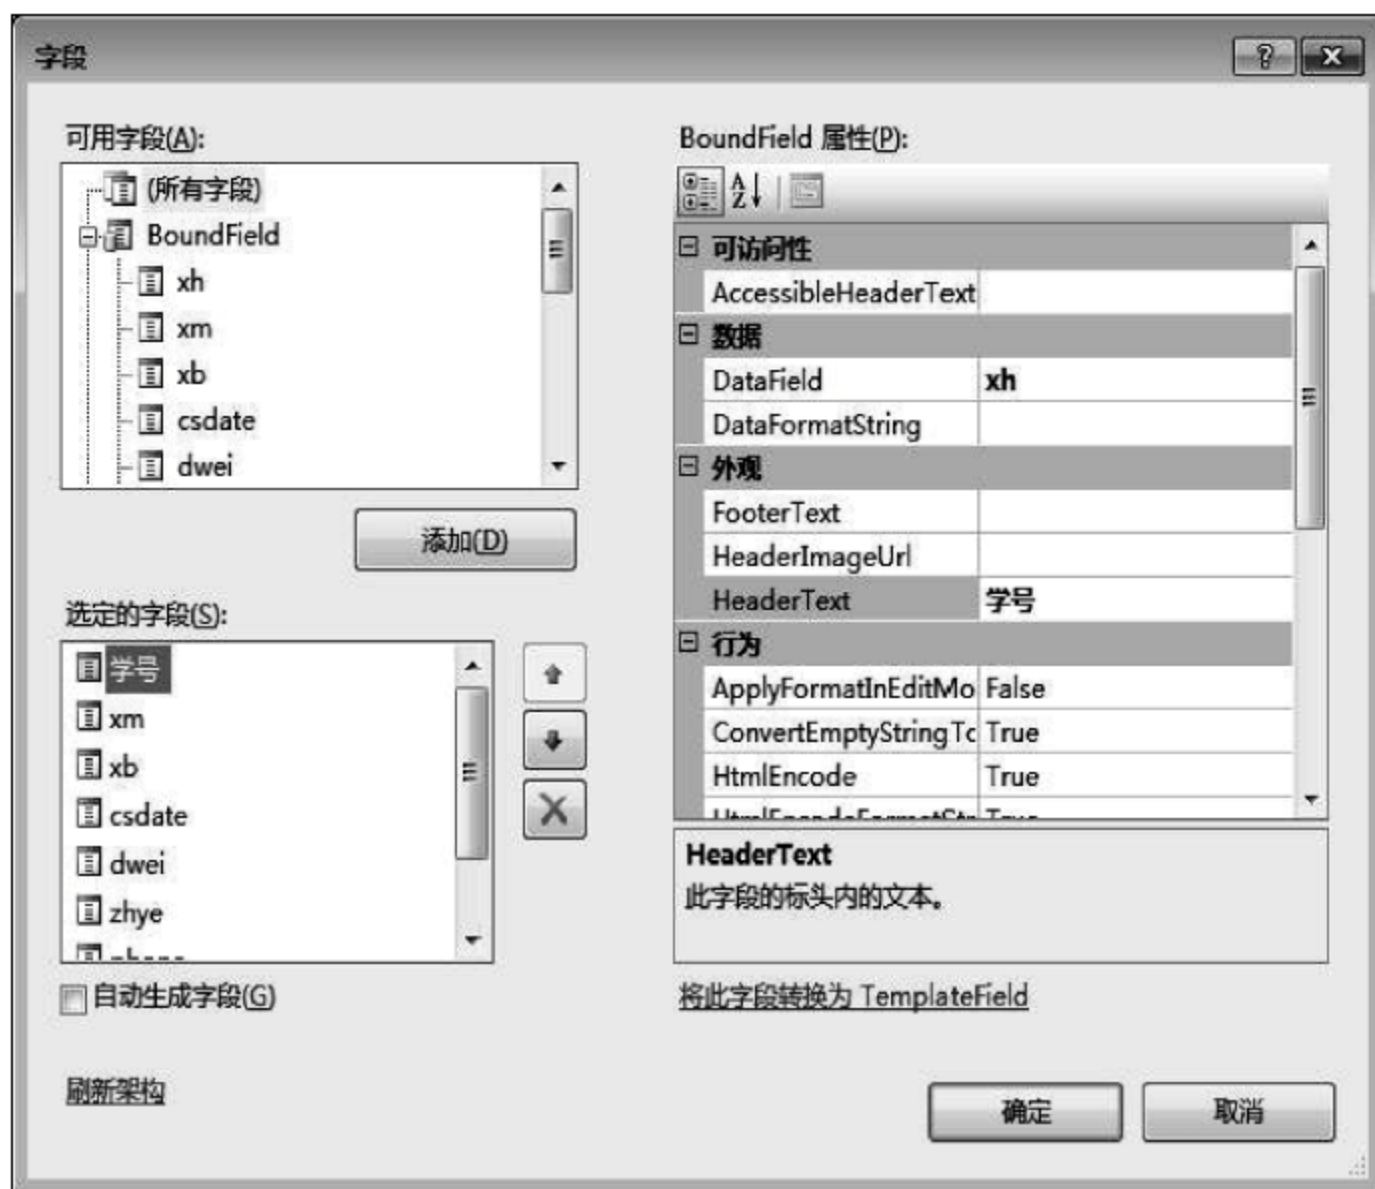 字段
可用字段(A):
(所有字段)
BoundField
xh
xm
xb
csdate
dwei
添加(D)
选定的字段(S):
学号
xm
xb
csdate
dwei
zhye
自动生成字段(G)
刷新架构
BoundField 属性(P):
可访问性
AccessibleHeaderText
数据
DataField xh
DataFormatString
外观
FooterText
HeaderImageUrl
HeaderText 学号
行为
ApplyFormatInEditMo False
ConvertEmptyStringTo True
HtmlEncode True
HtmlEncodeFormatStr True
HeaderText
此字段的标头内的文本。
将此字段转换为 TemplateField
确定
取消